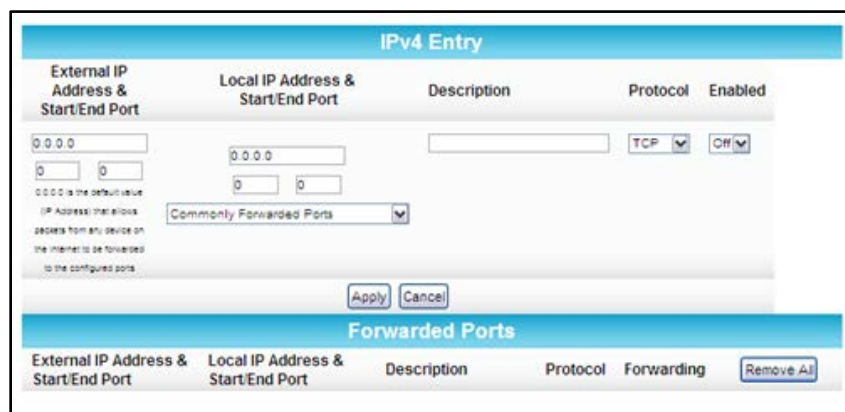 IPv4 Entry
External IP
Address &
Start/End Port
Local IP Address &
Start/End Port
Description
Protocol
Enabled
0.0.0.0
0 0
0.0.0.0 is the default value
(IP Address) that allows
packets from any device on
the internet to be forwarded
to the configured ports
0.0.0.0
0 0
Commonly Forwarded Ports
TCP
Off
Apply Cancel
Forwarded Ports
External IP Address &
Start/End Port
Local IP Address &
Start/End Port
Description
Protocol
Forwarding
Remove All